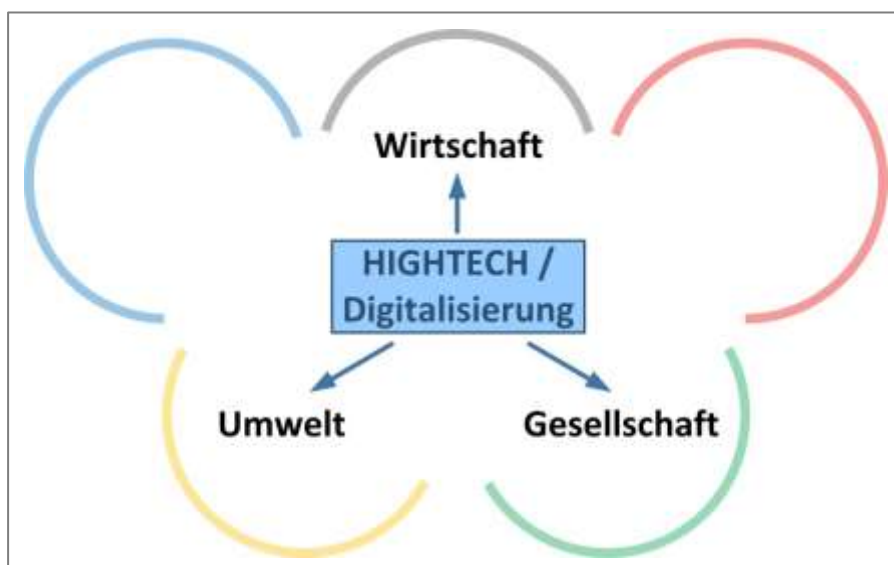 Wirtschaft
HIGHTECH /
Digitalisierung
Umwelt
Gesellschaft